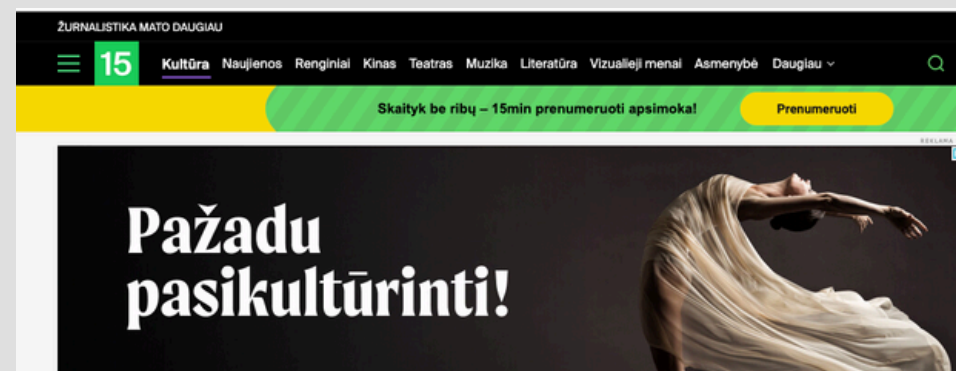 ŽURNALISTIKA MATO DAUGIAU
15 Kultūra Naujienos Renginiai Kinas Teatras Muzika Literatūra Vizualieji menai Asmenybė Daugiau
Skaityk be ribų – 15min prenumeruoti apsimoka! Prenumeruoti
REKLAMA
Pažadu
pasikultūrinti!